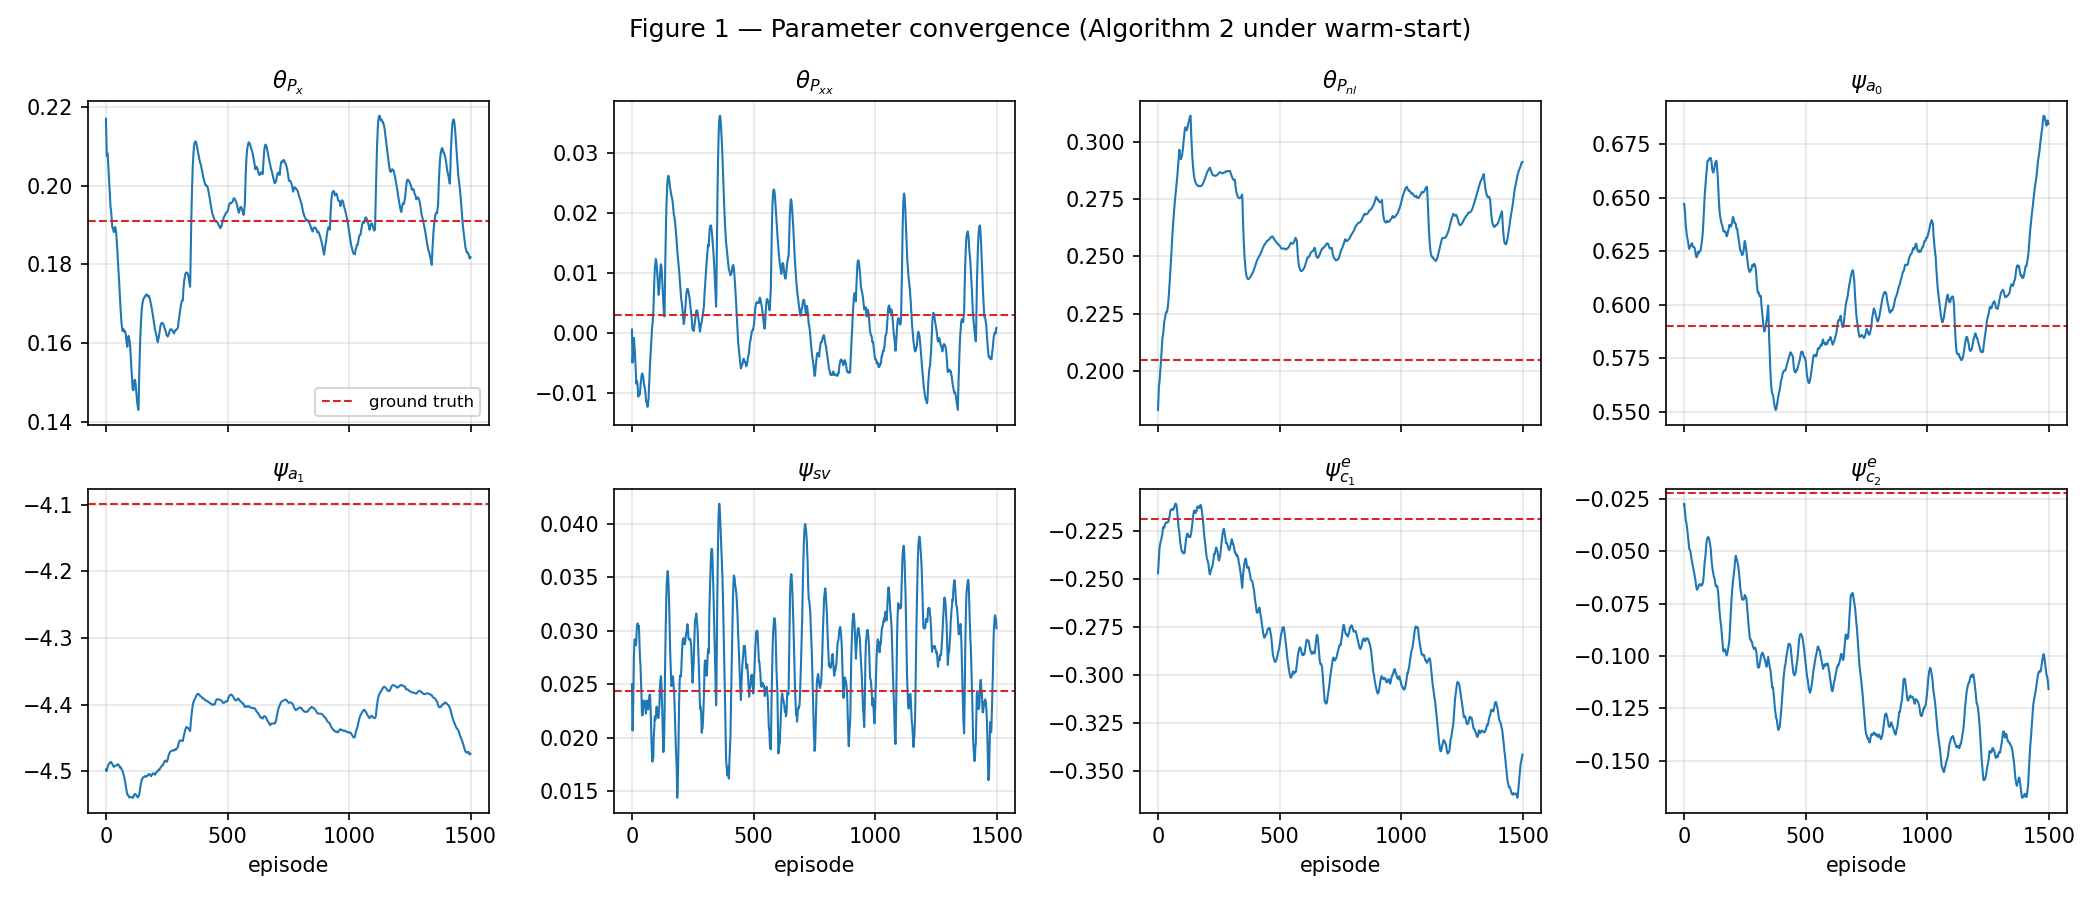 Figure 1 — Parameter convergence (Algorithm 2 under warm-start)
θ_{P_x}
0.22
0.20
0.18
0.16
0.14
ground truth
θ_{P_{xx}}
0.03
0.02
0.01
0.00
−0.01
θ_{P_{nl}}
0.300
0.275
0.250
0.225
0.200
ψ_{a_0}
0.675
0.650
0.625
0.600
0.575
0.550
ψ_{a_1}
−4.1
−4.2
−4.3
−4.4
−4.5
0 500 1000 1500
episode
ψ_{sv}
0.040
0.035
0.030
0.025
0.020
0.015
0 500 1000 1500
episode
ψ^e_{c_1}
−0.225
−0.250
−0.275
−0.300
−0.325
−0.350
0 500 1000 1500
episode
ψ^e_{c_2}
−0.025
−0.050
−0.075
−0.100
−0.125
−0.150
0 500 1000 1500
episode